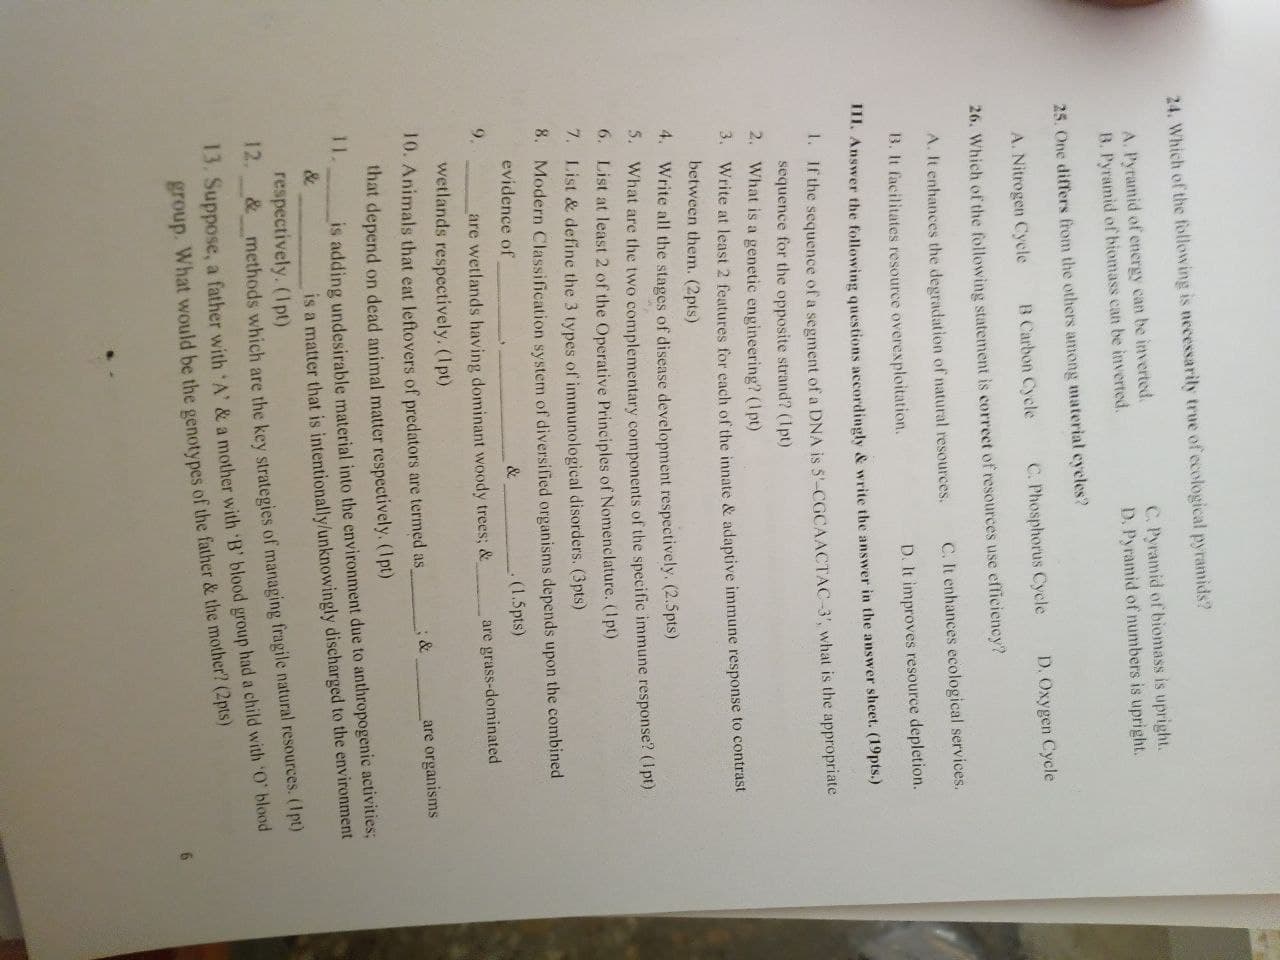 24. Which of the following is necessarily true of ecological pyramids?
A. Pyramid of energy can be inverted. C. Pyramid of biomass is upright.
B. Pyramid of biomass can be inverted. D. Pyramid of numbers is upright.
25. One differs from the others among material cycles?
A. Nitrogen Cycle B Carbon Cycle C. Phosphorus Cycle D. Oxygen Cycle
26. Which of the following statement is correct of resources use efficiency?
A. It enhances the degradation of natural resources. C. It enhances ecological services.
B. It facilitates resource overexploitation. D. It improves resource depletion.
III. Answer the following questions accordingly & write the answer in the answer sheet. (19pts.)
1. If the sequence of a segment of a DNA is 5'-CGCAACTAC-3', what is the appropriate
sequence for the opposite strand? (1pt)
2. What is a genetic engineering? (1pt)
3. Write at least 2 features for each of the innate & adaptive immune response to contrast
between them. (2pts)
4. Write all the stages of disease development respectively. (2.5pts)
5. What are the two complementary components of the specific immune response? (1pt)
6. List at least 2 of the Operative Principles of Nomenclature. (1pt)
7. List & define the 3 types of immunological disorders. (3pts)
8. Modern Classification system of diversified organisms depends upon the combined
evidence of ________, ________ & ________. (1.5pts)
9. ______ are wetlands having dominant woody trees; & ______ are grass-dominated
wetlands respectively. (1pt)
10. Animals that eat leftovers of predators are termed as ______; & ______ are organisms
that depend on dead animal matter respectively. (1pt)
11. ______ is adding undesirable material into the environment due to anthropogenic activities;
& ________ is a matter that is intentionally/unknowingly discharged to the environment
respectively. (1pt)
12. ___ & ___ methods which are the key strategies of managing fragile natural resources. (1pt)
13. Suppose, a father with 'A' & a mother with 'B' blood group had a child with 'O' blood
group. What would be the genotypes of the father & the mother? (2pts)
6